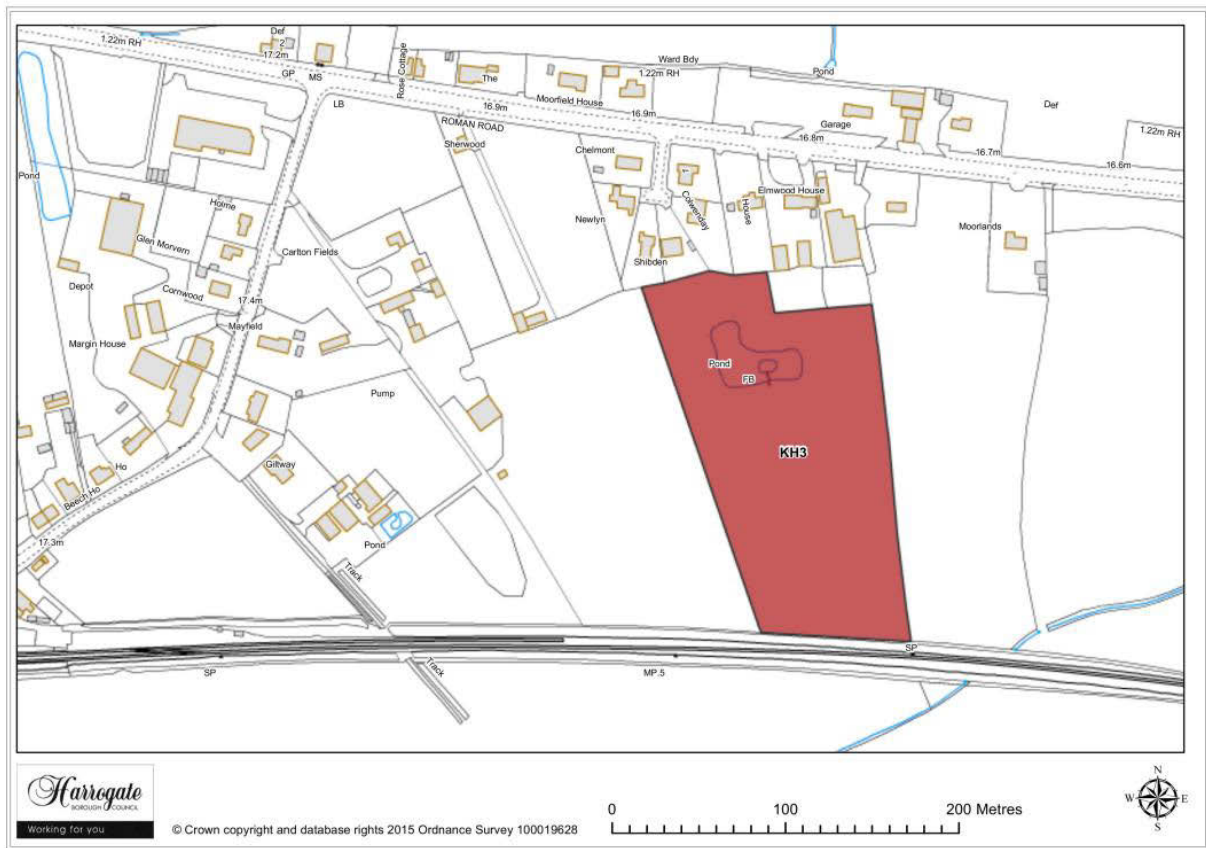 Def
2
1.22m RH
17.2m
GP
MS
LB
Rose Cottage
The
Moorfield House
Ward Bdy
1.22m RH
Pond
16.9m
ROMAN ROAD
Sherwood
16.9m
Garage
Def
1.22m RH
16.8m
16.7m
16.6m
Chelmont
1
Elmwood House
House
Colwenday
Newlyn
Shibden
Moorlands
Pond
Home
Glen Morvern
Carlton Fields
Depot
Cornwood
17.4m
Mayfield
Margin House
Pump
Pond
FB
KH3
Giltway
Ho
Beech Ho
17.3m
Pond
Track
Track
SP
MP.5
SP
Harrogate
BOROUGH COUNCIL
Working for you
© Crown copyright and database rights 2015 Ordnance Survey 100019628
0 100 200 Metres
N
W E
S